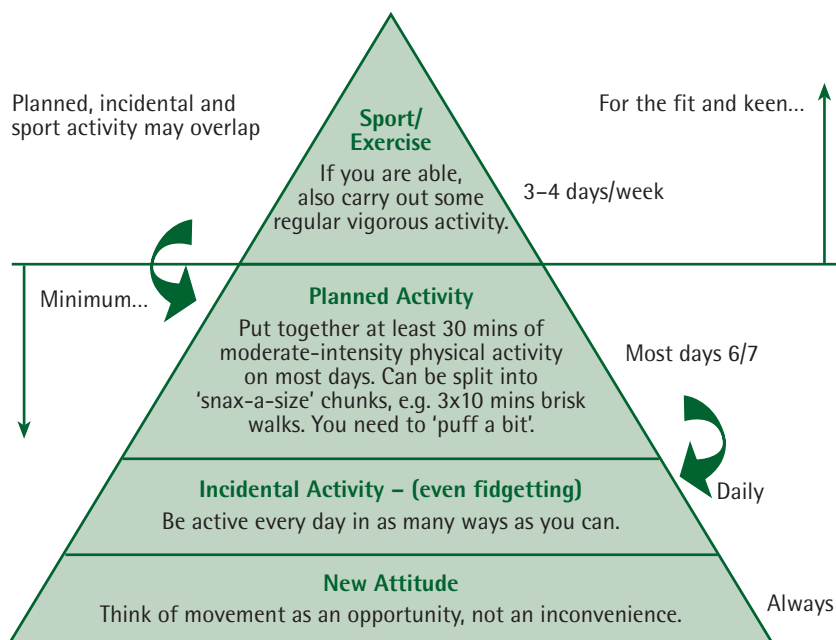 Planned, incidental and
sport activity may overlap
For the fit and keen...
Sport/
Exercise
If you are able,
also carry out some
regular vigorous activity.
3–4 days/week
Minimum...
Planned Activity
Put together at least 30 mins of
moderate-intensity physical activity
on most days. Can be split into
‘snax-a-size’ chunks, e.g. 3x10 mins brisk
walks. You need to ‘puff a bit’.
Most days 6/7
Incidental Activity – (even fidgetting)
Be active every day in as many ways as you can.
Daily
New Attitude
Think of movement as an opportunity, not an inconvenience.
Always